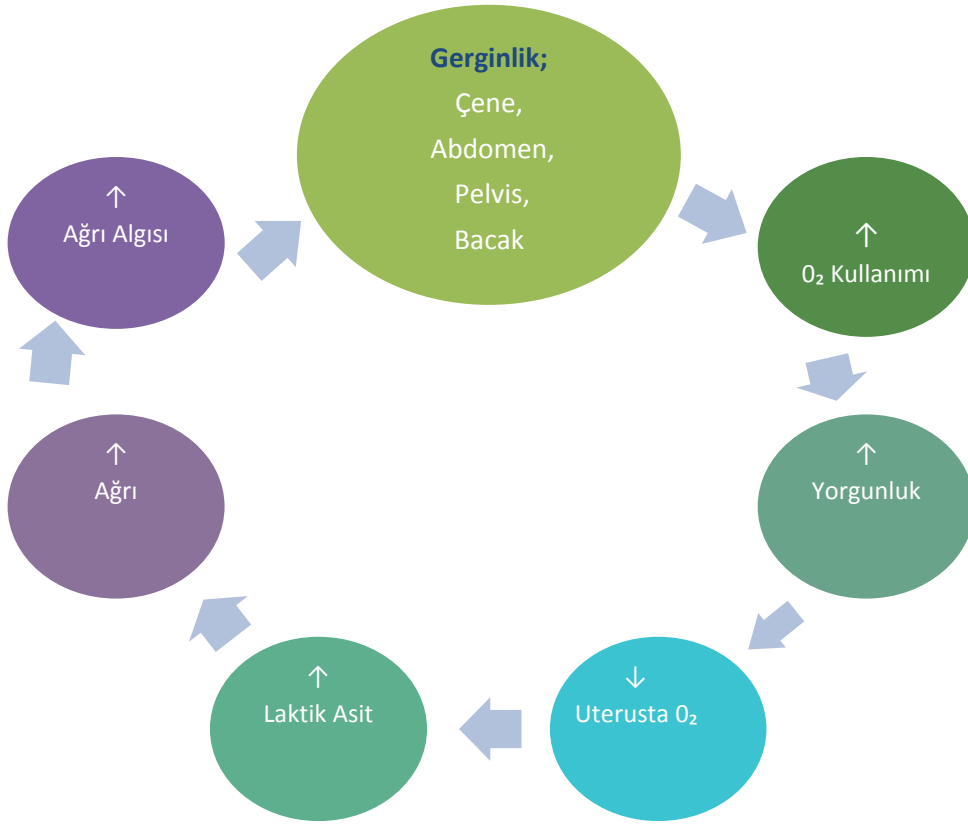 Gerginlik;
Çene,
Abdomen,
Pelvis,
Bacak
↑
0₂ Kullanımı
↑
Yorgunluk
↓
Uterusta 0₂
↑
Laktik Asit
↑
Ağrı
↑
Ağrı Algısı